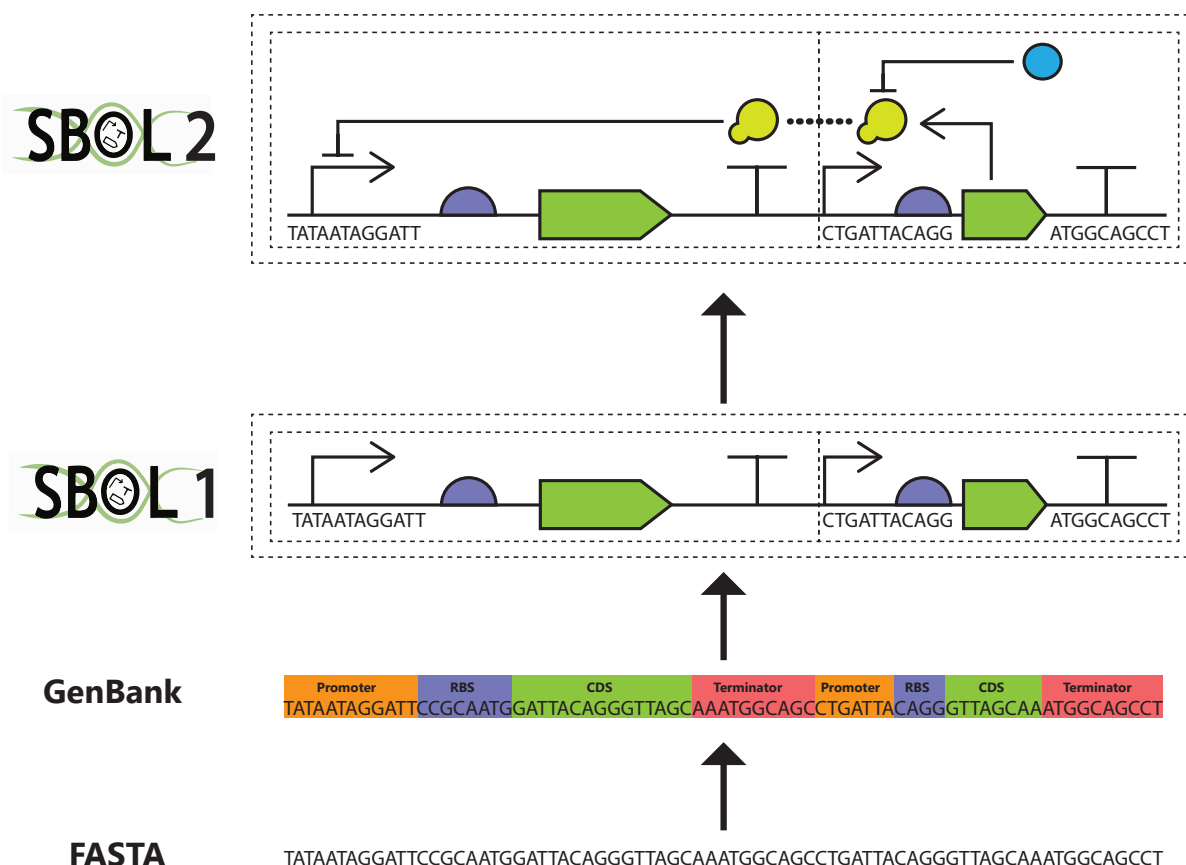 SBOL 2
TATAATAGGATT
CTGATTACAGG
ATGGCAGCCT
SBOL 1
TATAATAGGATT
CTGATTACAGG
ATGGCAGCCT
GenBank
Promoter RBS CDS Terminator Promoter RBS CDS Terminator
TATAATAGGATTCCGCAATGGATTACAGGGTTAGCAAATGGCAGCCTGATTACAGGGTTAGCAAATGGCAGCCT
FASTA
TATAATAGGATTCCGCAATGGATTACAGGGTTAGCAAATGGCAGCCTGATTACAGGGTTAGCAAATGGCAGCCT